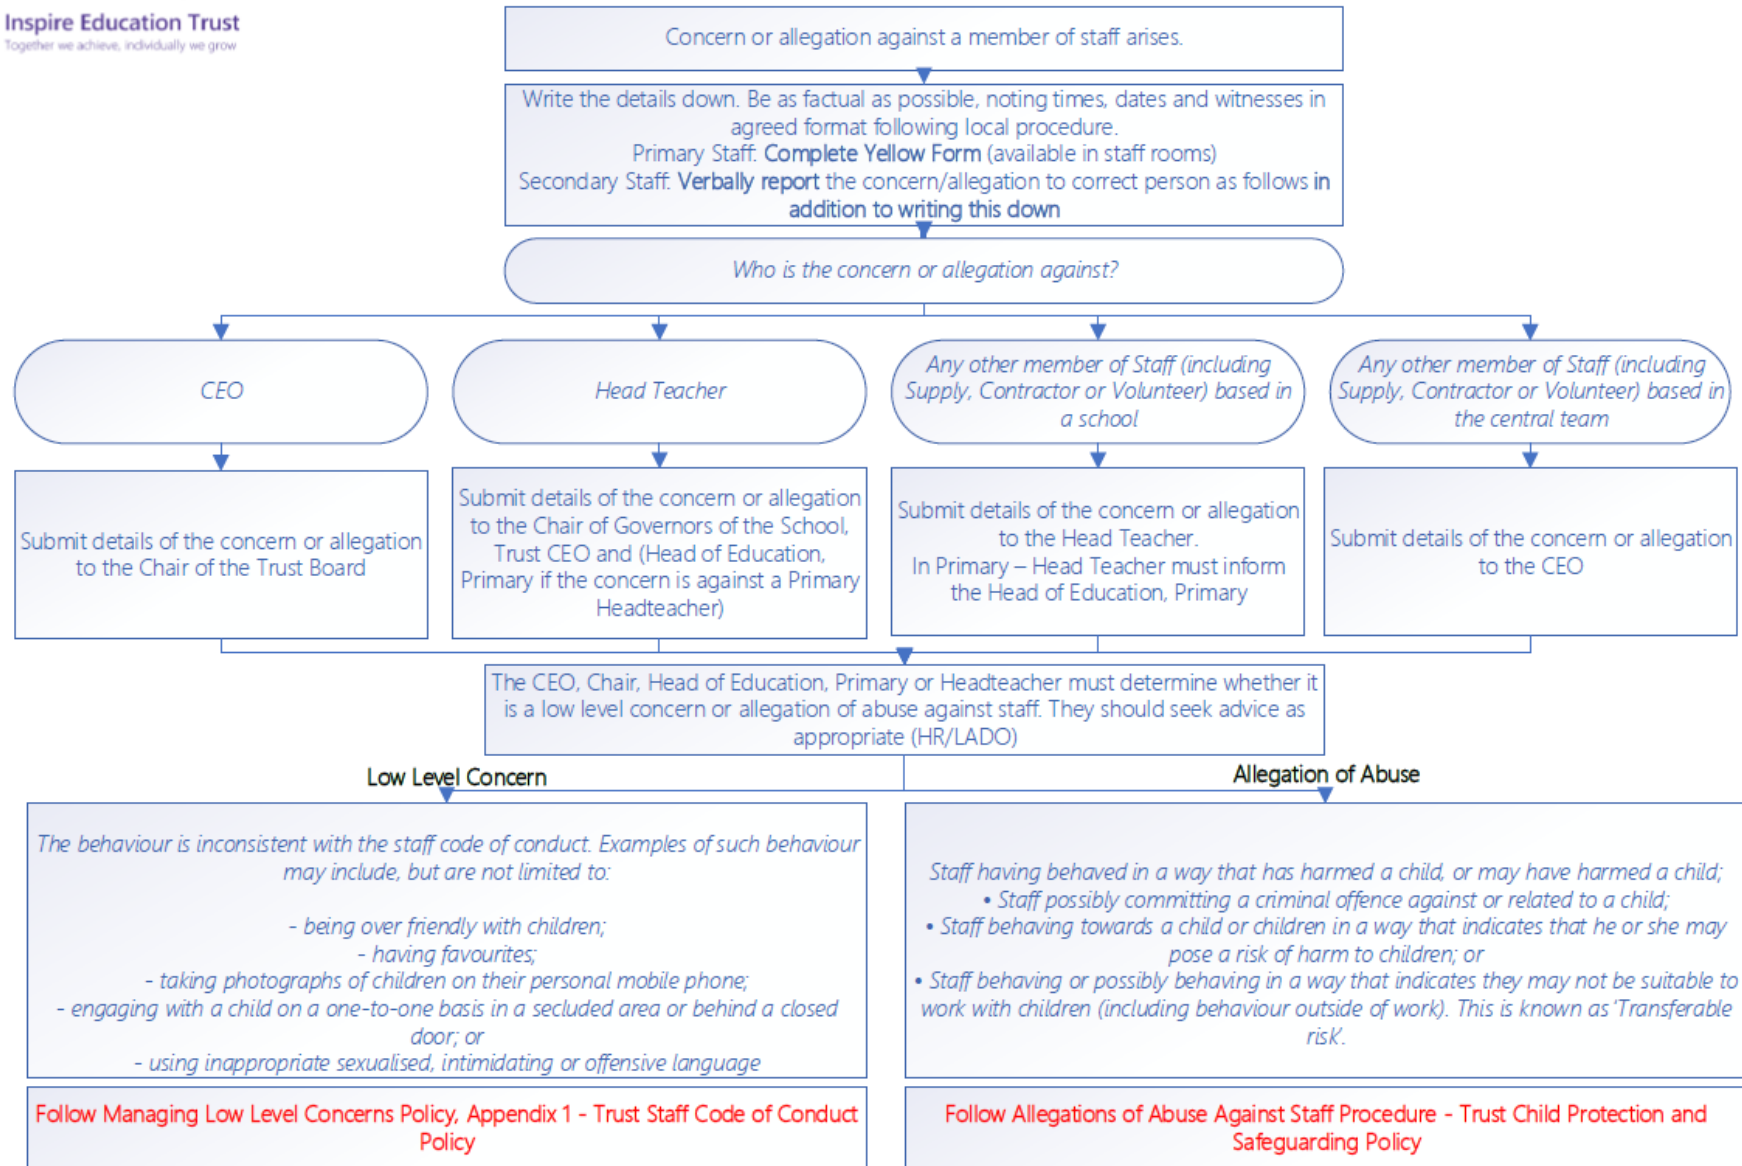 Inspire Education Trust
Together we achieve, individually we grow
Concern or allegation against a member of staff arises.
Write the details down. Be as factual as possible, noting times, dates and witnesses in
agreed format following local procedure.
Primary Staff: Complete Yellow Form (available in staff rooms)
Secondary Staff: Verbally report the concern/allegation to correct person as follows in
addition to writing this down
Who is the concern or allegation against?
CEO
Head Teacher
Any other member of Staff (including
Supply, Contractor or Volunteer) based in
a school
Any other member of Staff (including
Supply, Contractor or Volunteer) based in
the central team
Submit details of the concern or allegation
to the Chair of the Trust Board
Submit details of the concern or allegation
to the Chair of Governors of the School,
Trust CEO and (Head of Education,
Primary if the concern is against a Primary
Headteacher)
Submit details of the concern or allegation
to the Head Teacher.
In Primary – Head Teacher must inform
the Head of Education, Primary
Submit details of the concern or allegation
to the CEO
The CEO, Chair, Head of Education, Primary or Headteacher must determine whether it
is a low level concern or allegation of abuse against staff. They should seek advice as
appropriate (HR/LADO)
Low Level Concern
Allegation of Abuse
The behaviour is inconsistent with the staff code of conduct. Examples of such behaviour
may include, but are not limited to:
- being over friendly with children;
- having favourites;
- taking photographs of children on their personal mobile phone;
- engaging with a child on a one-to-one basis in a secluded area or behind a closed
door; or
- using inappropriate sexualised, intimidating or offensive language
Staff having behaved in a way that has harmed a child, or may have harmed a child;
• Staff possibly committing a criminal offence against or related to a child;
• Staff behaving towards a child or children in a way that indicates that he or she may
pose a risk of harm to children; or
• Staff behaving or possibly behaving in a way that indicates they may not be suitable to
work with children (including behaviour outside of work). This is known as 'Transferable
risk'.
Follow Managing Low Level Concerns Policy, Appendix 1 - Trust Staff Code of Conduct
Policy
Follow Allegations of Abuse Against Staff Procedure - Trust Child Protection and
Safeguarding Policy